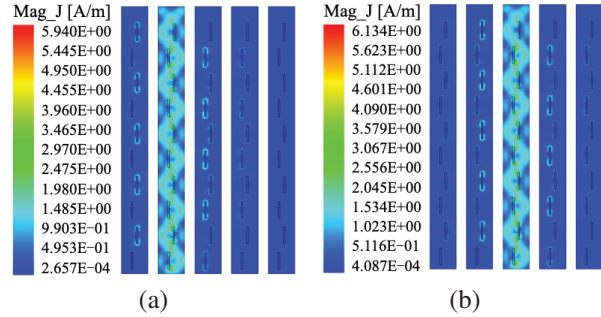 Mag_J [A/m]
5.940E+00
5.445E+00
4.950E+00
4.455E+00
3.960E+00
3.465E+00
2.970E+00
2.475E+00
1.980E+00
1.485E+00
9.903E-01
4.953E-01
2.657E-04
(a)
Mag_J [A/m]
6.134E+00
5.623E+00
5.112E+00
4.601E+00
4.090E+00
3.579E+00
3.067E+00
2.556E+00
2.045E+00
1.534E+00
1.023E+00
5.116E-01
4.087E-04
(b)